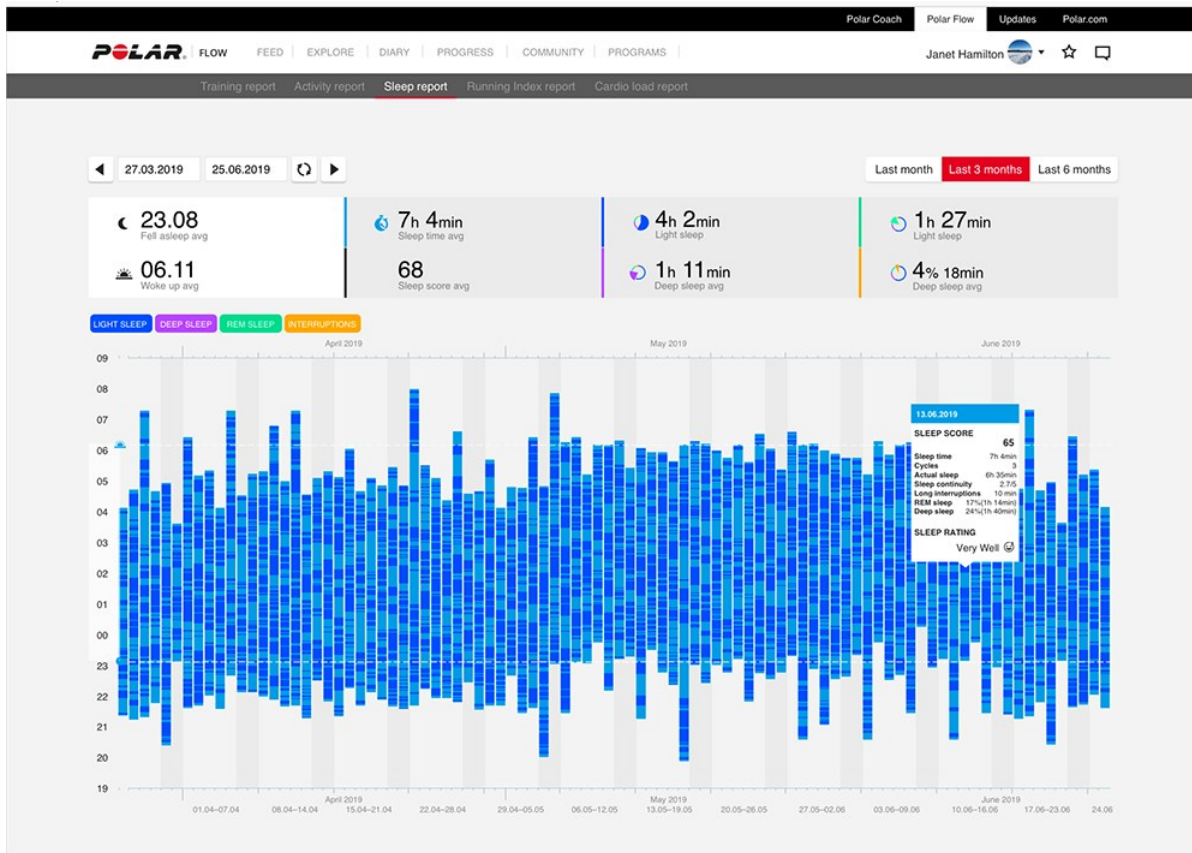 Polar Coach Polar Flow Updates Polar.com
POLAR. FLOW FEED EXPLORE DIARY PROGRESS COMMUNITY PROGRAMS Janet Hamilton
Training report Activity report Sleep report Running Index report Cardio load report
27.03.2019 25.06.2019 Last month Last 3 months Last 6 months
23.08 7h 4min 4h 2min 1h 27min
Fell asleep avg Sleep time avg Light sleep Light sleep
06.11 68 1h 11min 4% 18min
Woke up avg Sleep score avg Deep sleep avg Deep sleep avg
LIGHT SLEEP DEEP SLEEP REM SLEEP INTERRUPTIONS
April 2019 May 2019 June 2019
09
08
07
06
05
04
03
02
01
00
23
22
21
20
19
13.06.2019
SLEEP SCORE
65
Sleep time 7h 4min
Cycles 3
Actual sleep 6h 35min
Sleep continuity 2.7/5
Long interruptions 10 min
REM sleep 17%(1h 14min)
Deep sleep 24%(1h 40min)
SLEEP RATING
Very Well
April 2019 May 2019 June 2019
01.04–07.04 08.04–14.04 15.04–21.04 22.04–28.04 29.04–05.05 06.05–12.05 13.05–19.05 20.05–26.05 27.05–02.06 03.06–09.06 10.06–16.06 17.06–23.06 24.06